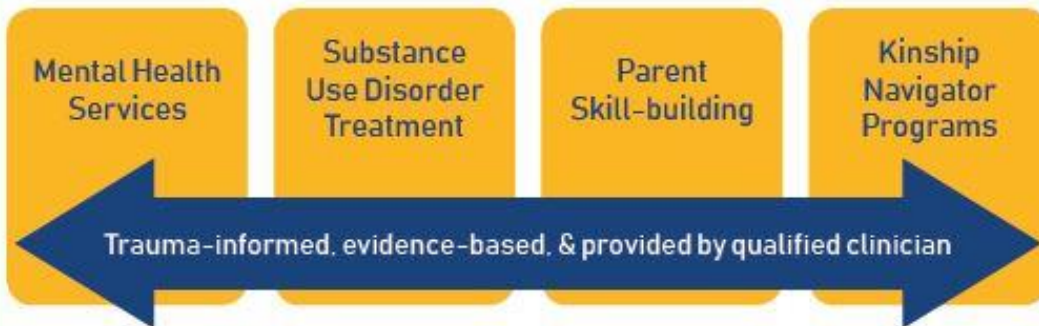 Mental Health
Services
Substance
Use Disorder
Treatment
Parent
Skill-building
Kinship
Navigator
Programs
Trauma-informed, evidence-based, & provided by qualified clinician